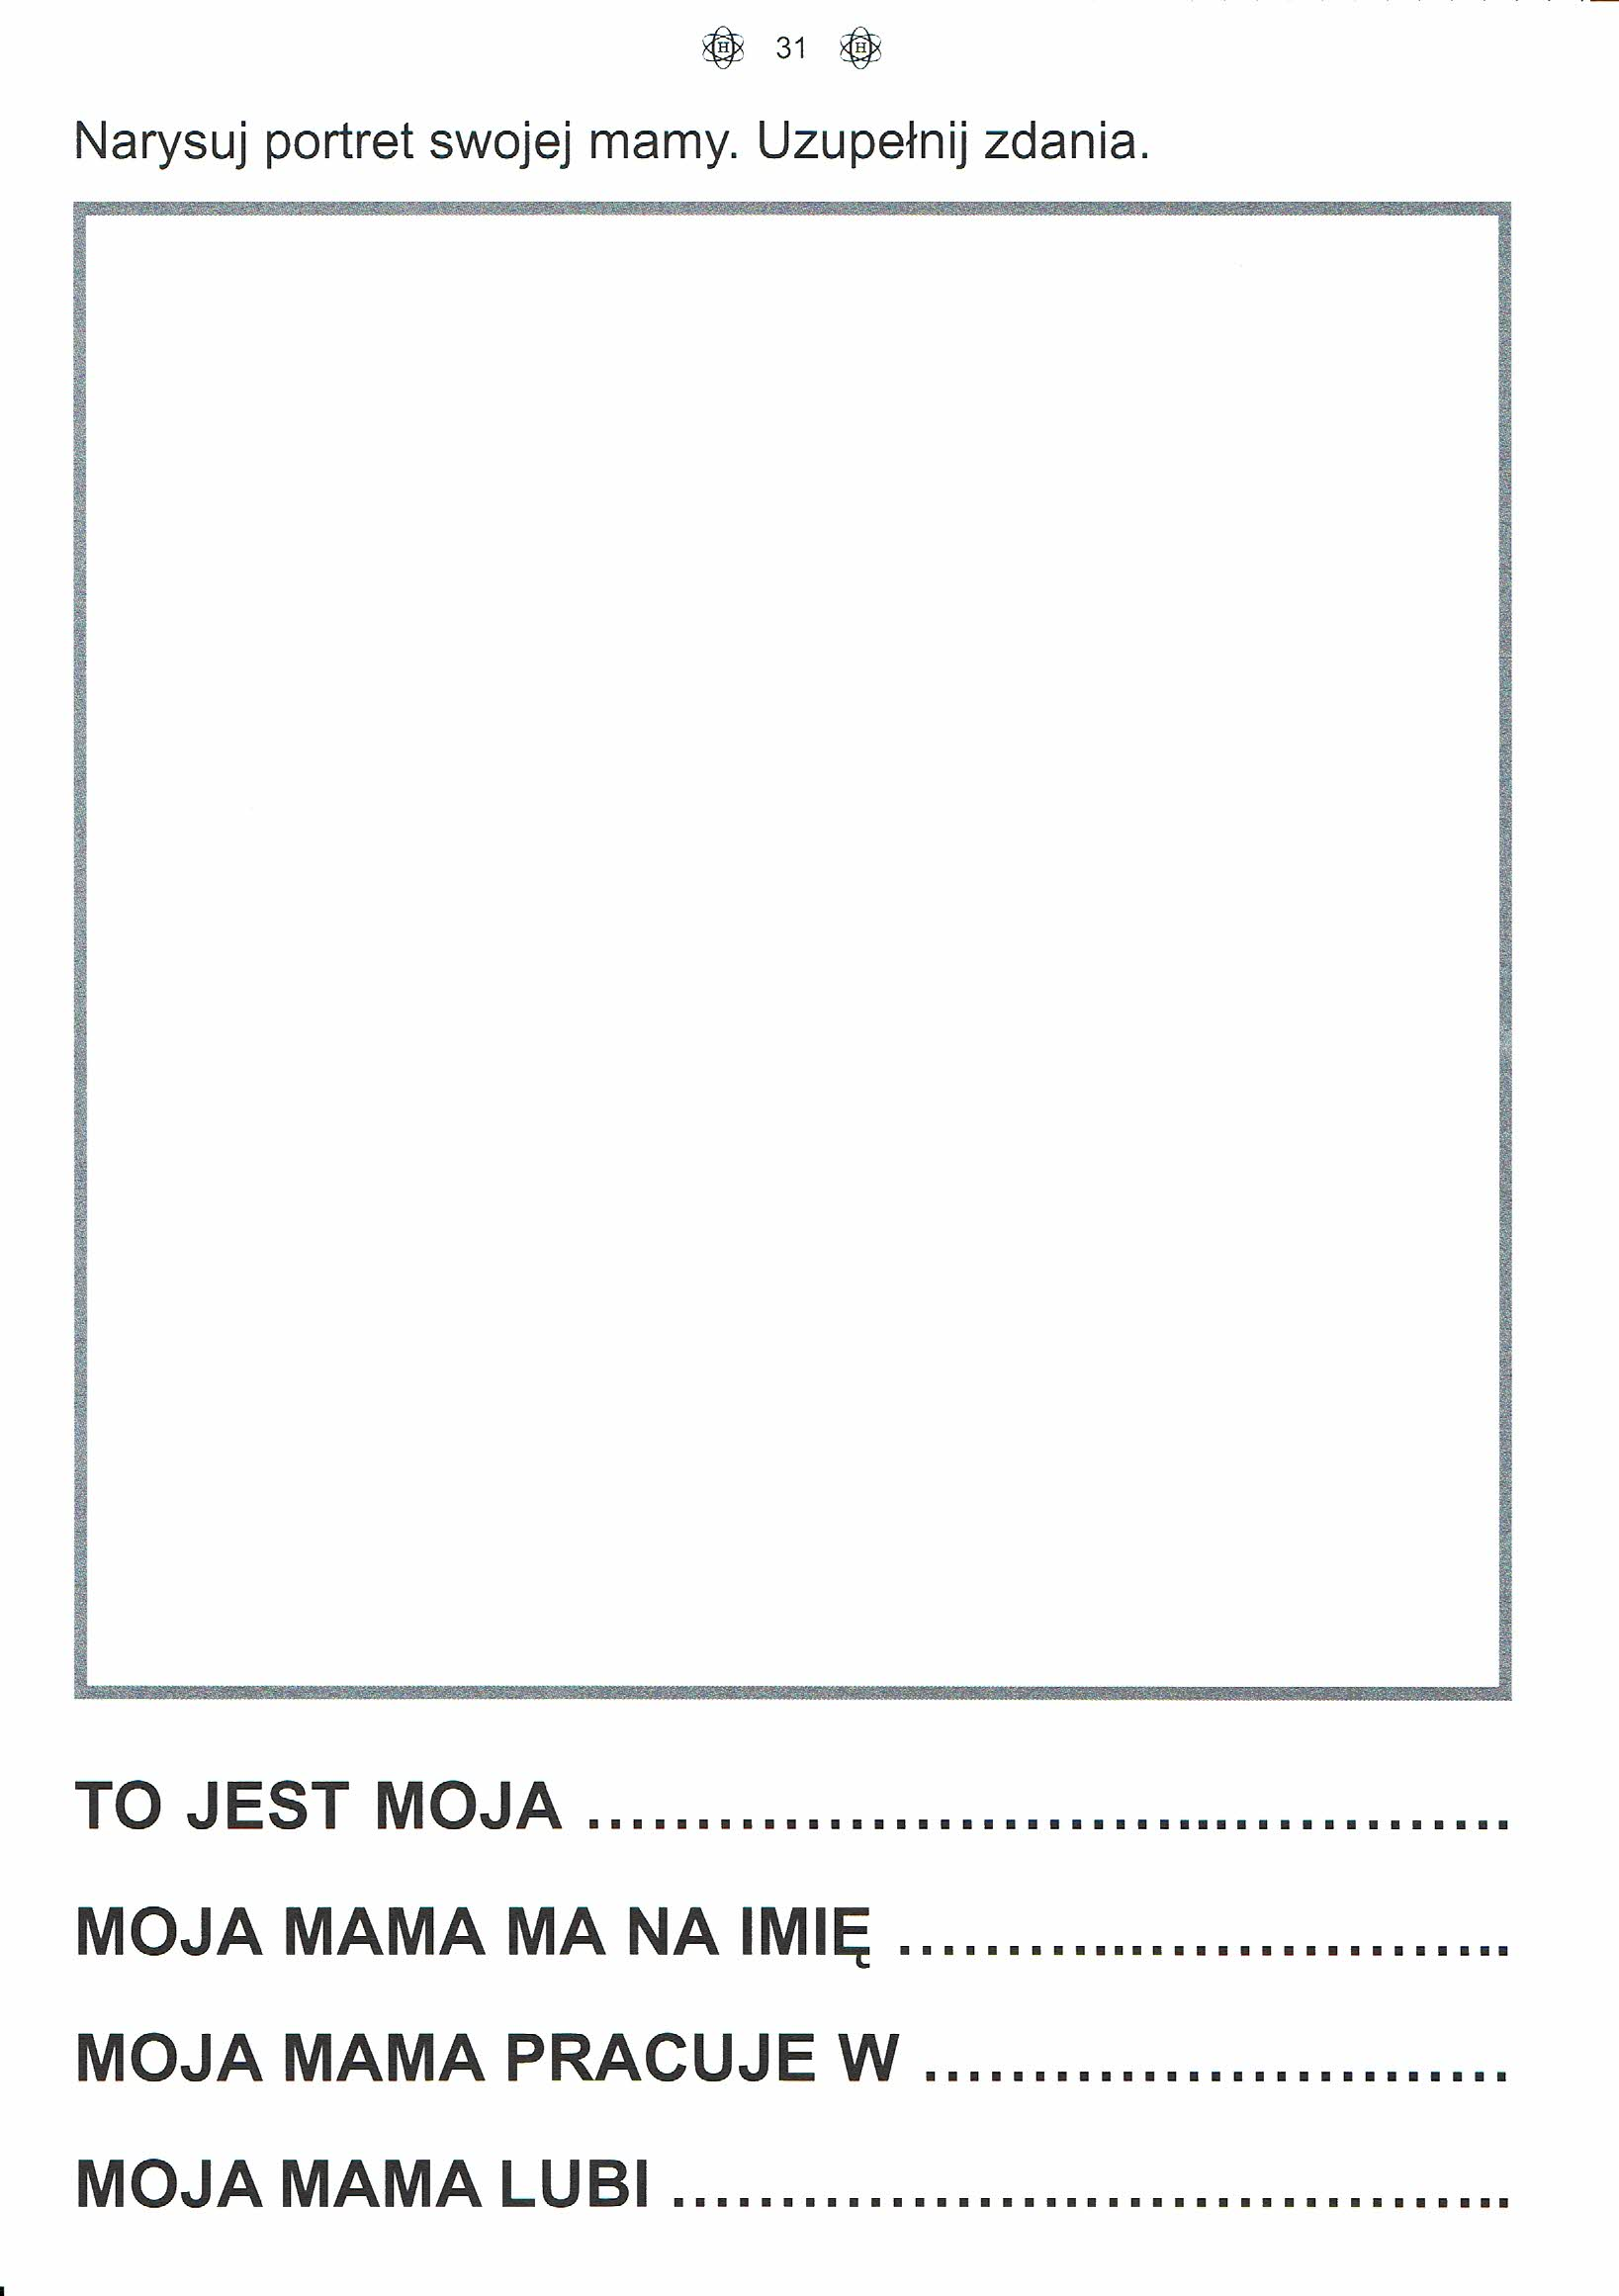 H 31 H
Narysuj portret swojej mamy. Uzupełnij zdania.
TO JEST MOJA ..........................................
MOJA MAMA MA NA IMIĘ ............................
MOJA MAMA PRACUJE W ...........................
MOJA MAMA LUBI .......................................